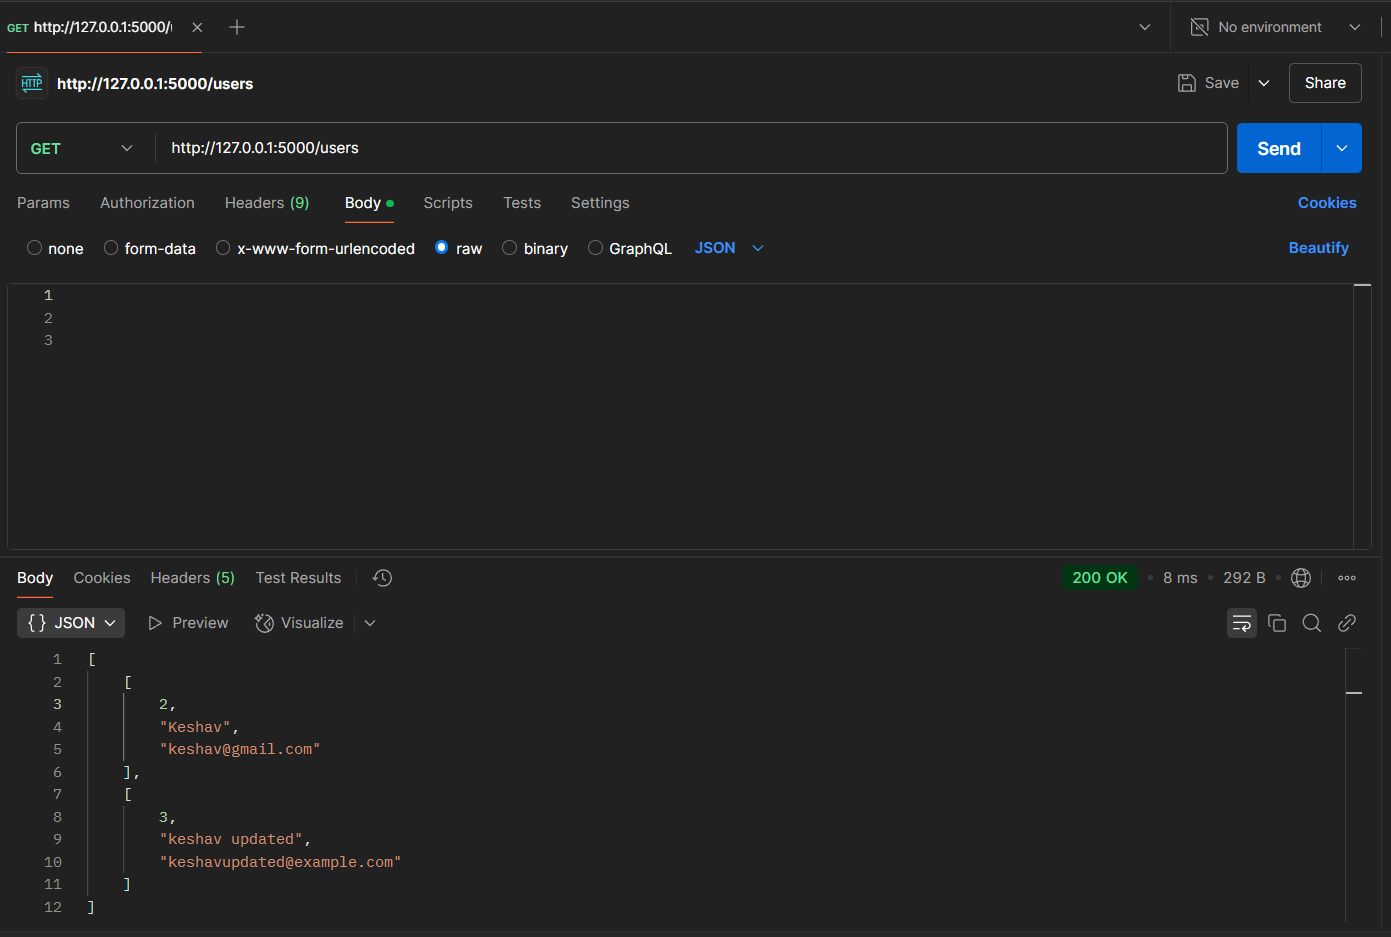 GET http://127.0.0.1:5000/
No environment
HTTP http://127.0.0.1:5000/users
Save
Share
GET
http://127.0.0.1:5000/users
Send
Params Authorization Headers (9) Body Scripts Tests Settings Cookies
none form-data x-www-form-urlencoded raw binary GraphQL JSON Beautify
1
2
3
Body Cookies Headers (5) Test Results 200 OK 8 ms 292 B
{} JSON Preview Visualize
1 [
2 [
3 2,
4 "Keshav",
5 "keshav@gmail.com"
6 ],
7 [
8 3,
9 "keshav updated",
10 "keshavupdated@example.com"
11 ]
12 ]